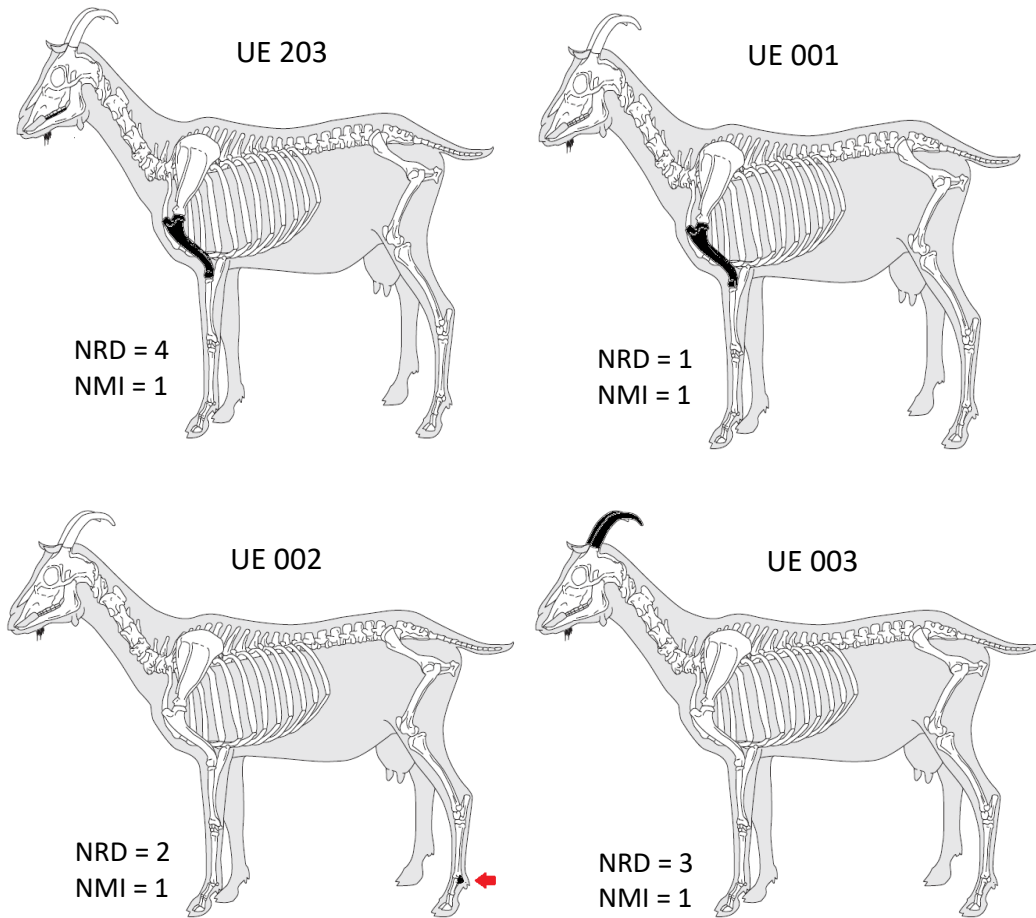 UE 203
NRD = 4
NMI = 1
UE 001
NRD = 1
NMI = 1
UE 002
NRD = 2
NMI = 1
UE 003
NRD = 3
NMI = 1